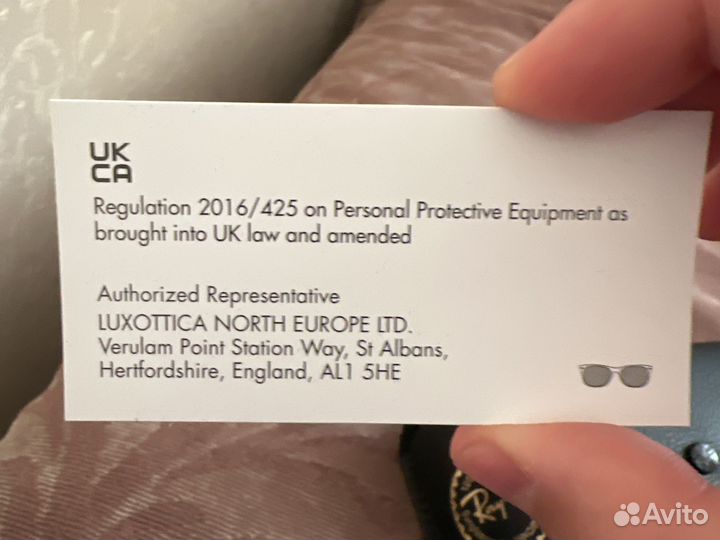 UK
CA
Regulation 2016/425 on Personal Protective Equipment as
brought into UK law and amended
Authorized Representative
LUXOTTICA NORTH EUROPE LTD.
Verulam Point Station Way, St Albans,
Hertfordshire, England, AL1 5HE
Ray
Avito